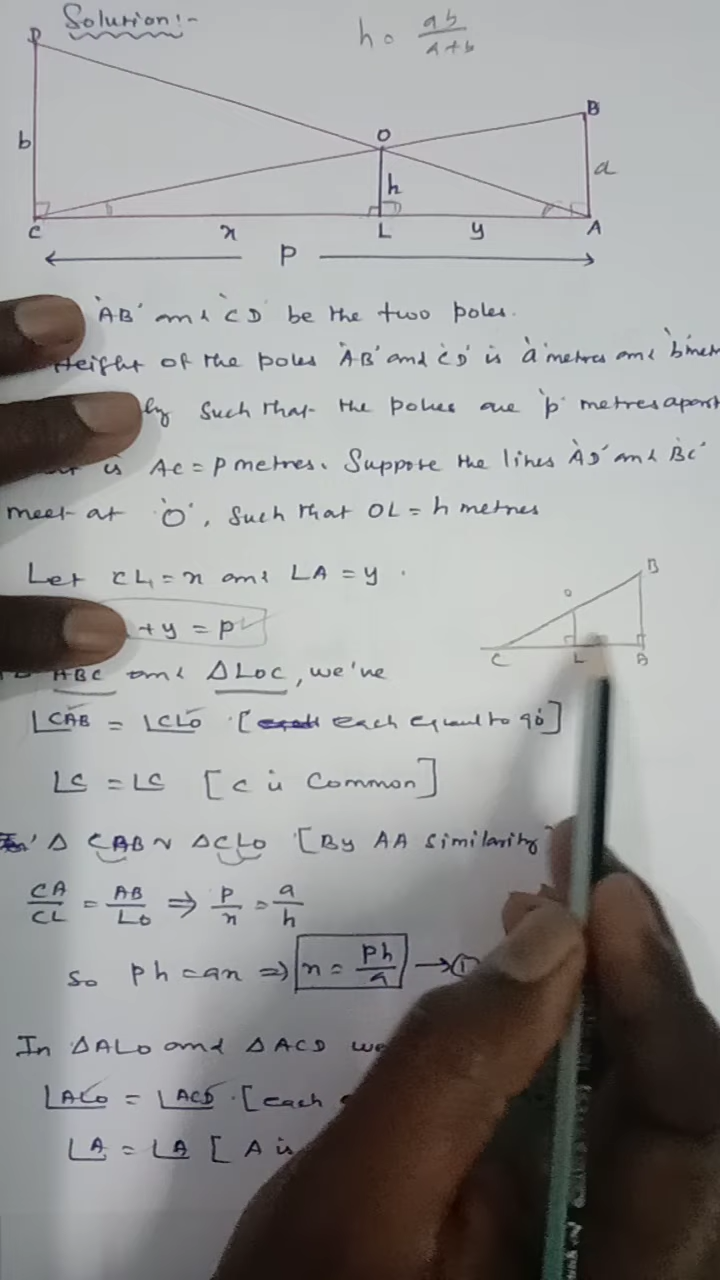 Solution:-
h = ab/a+b
D
b
O
B
h
a
C
x
L
y
A
P
'AB' and 'CD' be the two poles.
Height of the poles 'AB' and 'CD' is 'a' metres and 'b' met
ly such that the poles are 'p' metres apart
is AC = p metres. Suppose the lines 'AD' and 'BC'
meet at 'O', such that OL = h metres
Let CL = x and LA = y.
+ y = p
B
O
C
L
B
ABC and ΔLOC, we've
∠CAB = ∠CLO [each equal to 90]
∠C = ∠C [C is Common]
Δ CAB ~ ΔCLO [By AA similarity
CA/CL = AB/LO ⇒ P/x = a/h
so ph = ax ⇒ x = ph/a → ①
In ΔALO and ΔACD we
∠ALO = ∠ACD [each
∠A = ∠A [A is